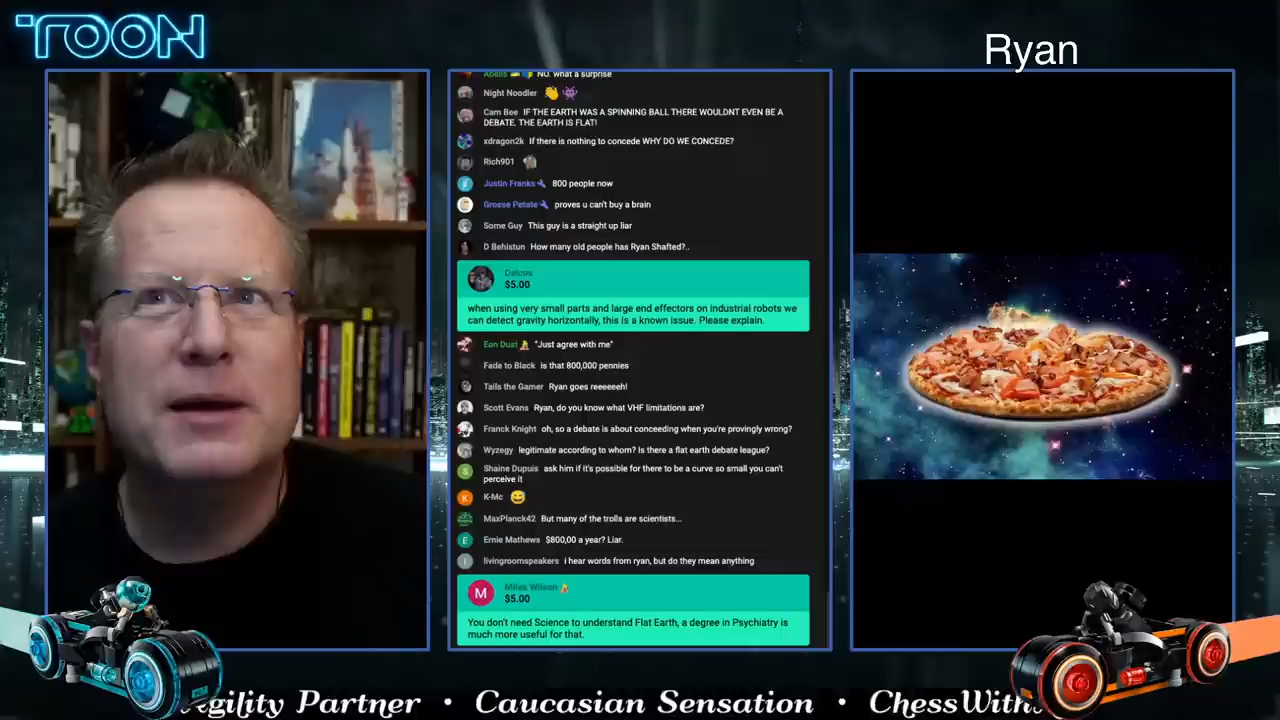 TOON
Ryan
Abells NO. what a surprise
Night Noodler
Cam Bee IF THE EARTH WAS A SPINNING BALL THERE WOULDNT EVEN BE A
DEBATE. THE EARTH IS FLAT!
xdragon2k If there is nothing to concede WHY DO WE CONCEDE?
Rich901
Justin Franks 800 people now
Grnese Petate proves u can't buy a brain
Some Guy This guy is a straight up liar
D Behistun How many old people has Ryan Shafted?..
$5.00
when using very small parts and large end effectors on industrial robots we
can detect gravity horizontally, this is a known issue. Please explain.
Eon Dust "Just agree with me"
Fade to Black is that 800,000 pennies
Tails the Gamer Ryan goes reeeeeeh!
Scott Evans Ryan, do you know what VHF limitations are?
Franck Knight oh, so a debate is about conceeding when you're provingly wrong?
Wyzegy legitimate according to whom? Is there a flat earth debate league?
Shaine Dupuis ask him if it's possible for there to be a curve so small you can't
perceive it
K-Mc
MaxPlanck42 But many of the trolls are scientists...
Ernie Mathews $800,00 a year? Liar.
livingroomspeakers i hear words from ryan, but do they mean anything
M
Miles Wilson
$5.00
You don't need Science to understand Flat Earth, a degree in Psychiatry is
much more useful for that.
Agility Partner • Caucasian Sensation • ChessWith